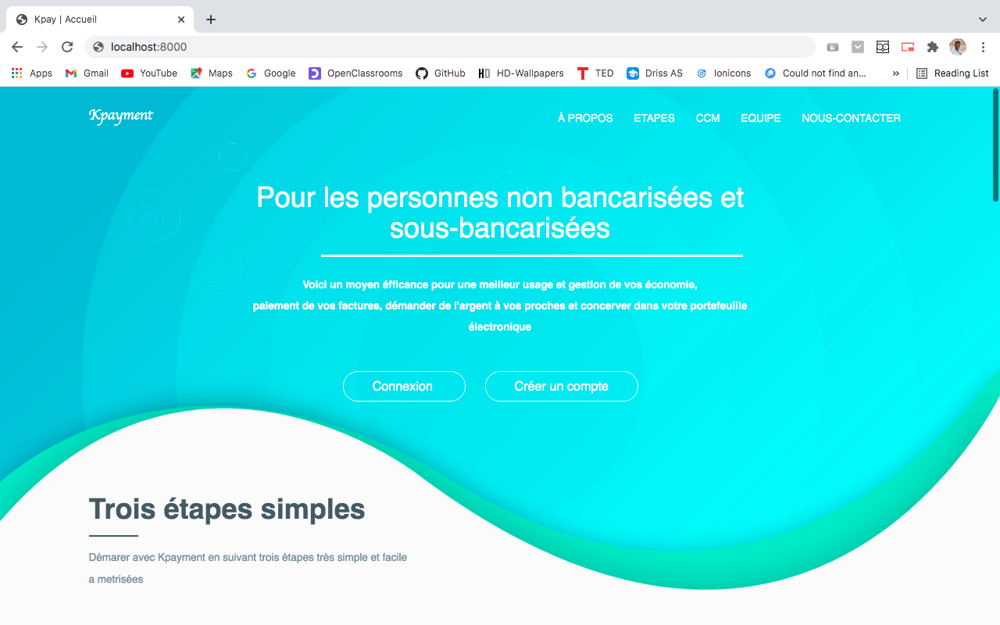 Kpay | Accueil
localhost:8000
Apps Gmail YouTube Maps Google OpenClassrooms GitHub HD-Wallpapers TED Driss AS Ionicons Could not find an... » Reading List
Kpayment
À PROPOS ETAPES CCM EQUIPE NOUS-CONTACTER
Pour les personnes non bancarisées et
sous-bancarisées
Voici un moyen éfficance pour une meilleur usage et gestion de vos économie,
paiement de vos factures, démander de l'argent à vos proches et concerver dans votre portefeuille
électronique
Connexion Créer un compte
Trois étapes simples
Démarer avec Kpayment en suivant trois étapes très simple et facile
a metrisées